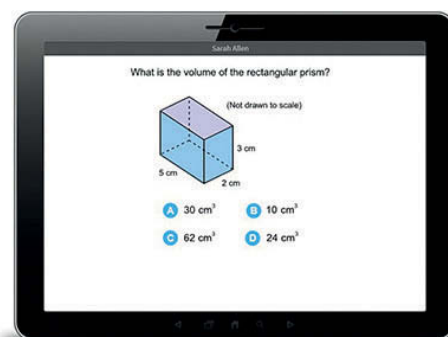 Sarah Allen
What is the volume of the rectangular prism?
(Not drawn to scale)
3 cm
5 cm
2 cm
A 30 cm³ B 10 cm³
C 62 cm³ D 24 cm³